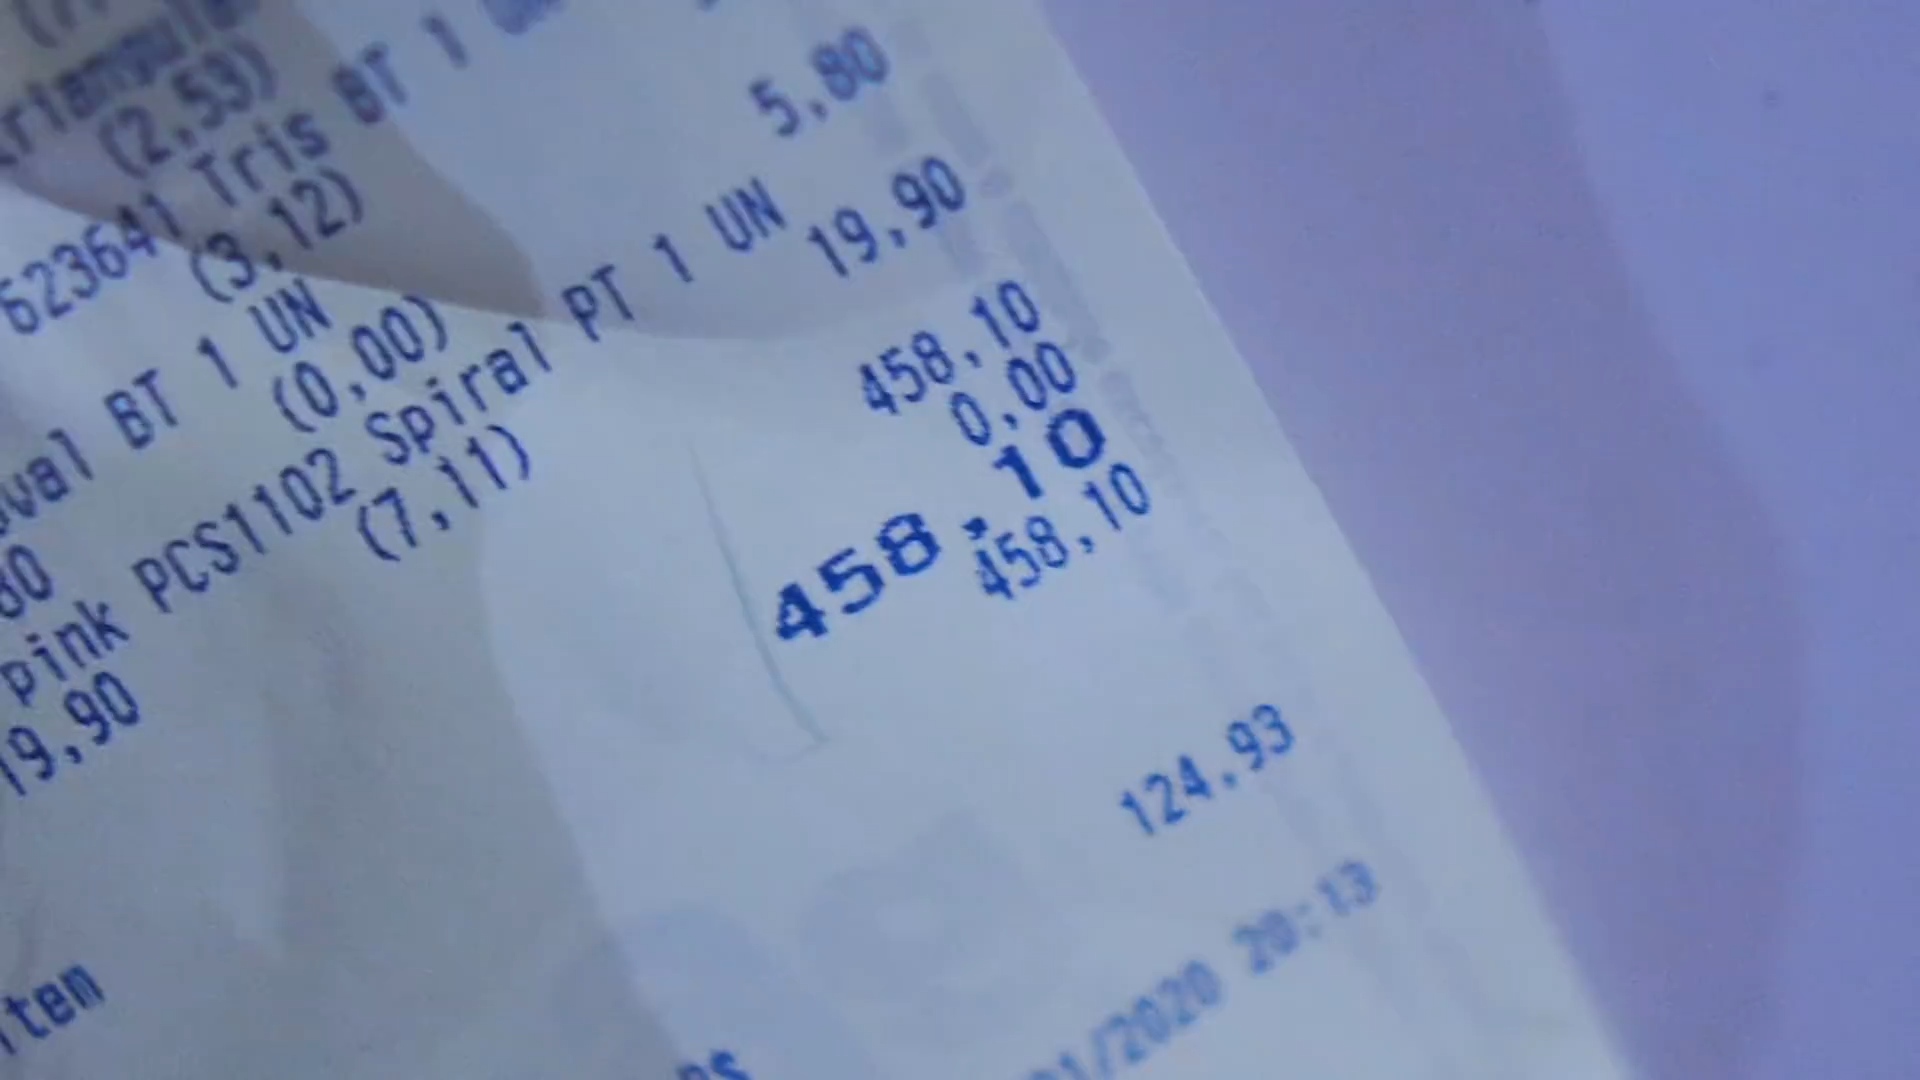 (2,53)
623641 Tris BT 1
(3,12) 5,80
oval BT 1 UN
(0,00)
pink PCS1102 Spiral PT 1 UN
19,90 (7,11) 19,90
458,10
0,00
458,10
458,10
124,93
01/2020 20:13